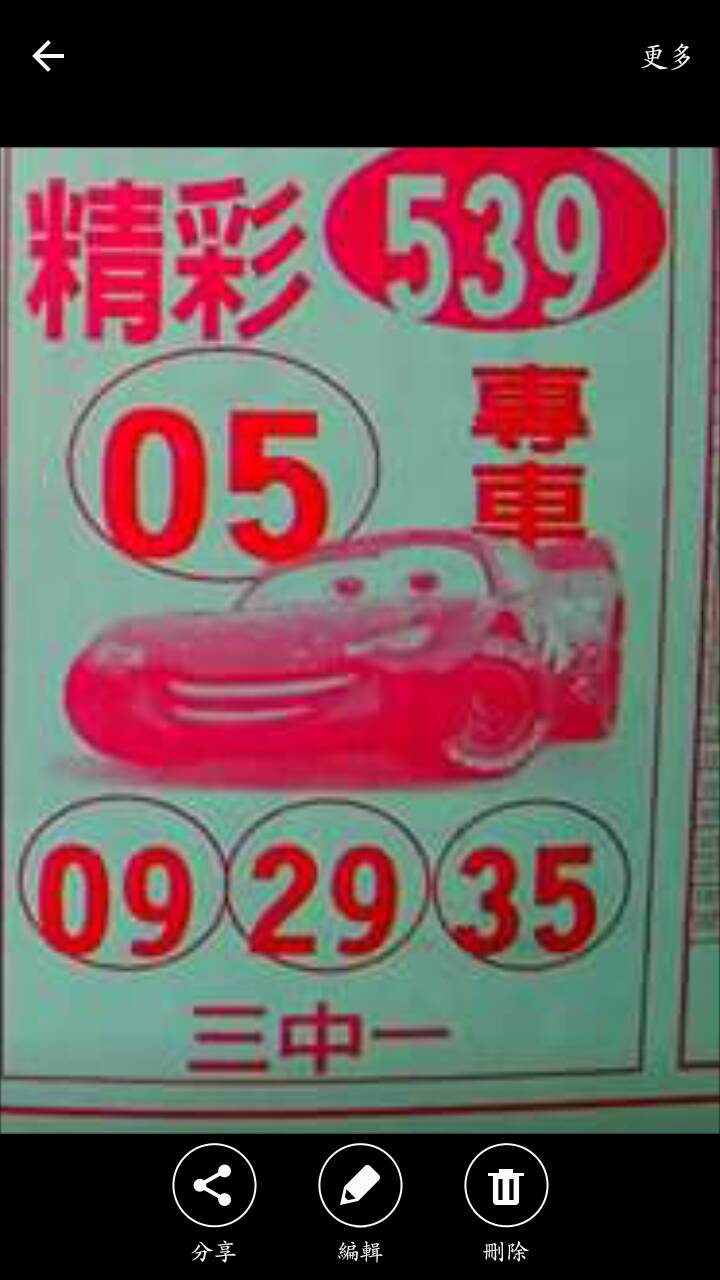 更多
精彩 539
05
專車
09 29 35
三中一
分享 編輯 刪除